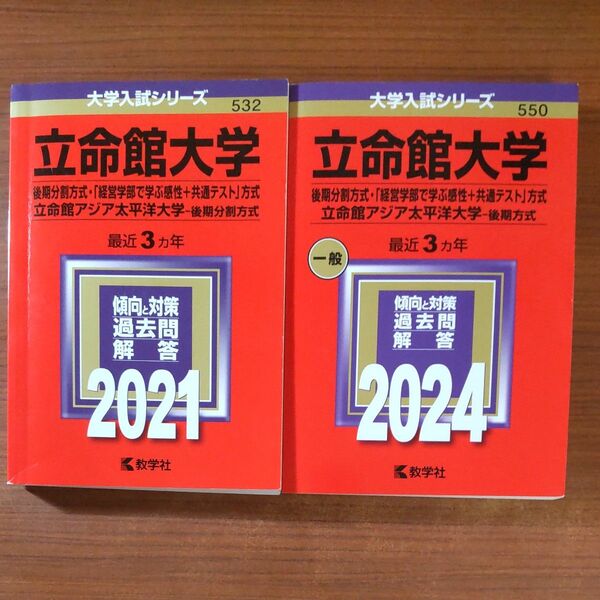 大学入試シリーズ
532
立命館大学
後期分割方式・「経営学部で学ぶ感性+共通テスト」方式
立命館アジア太平洋大学-後期分割方式
最近3カ年
傾向と対策
過去問
解答
2021
教学社
大学入試シリーズ
550
立命館大学
後期分割方式・「経営学部で学ぶ感性+共通テスト」方式
立命館アジア太平洋大学-後期方式
最近3カ年
一般
傾向と対策
過去問
解答
2024
教学社